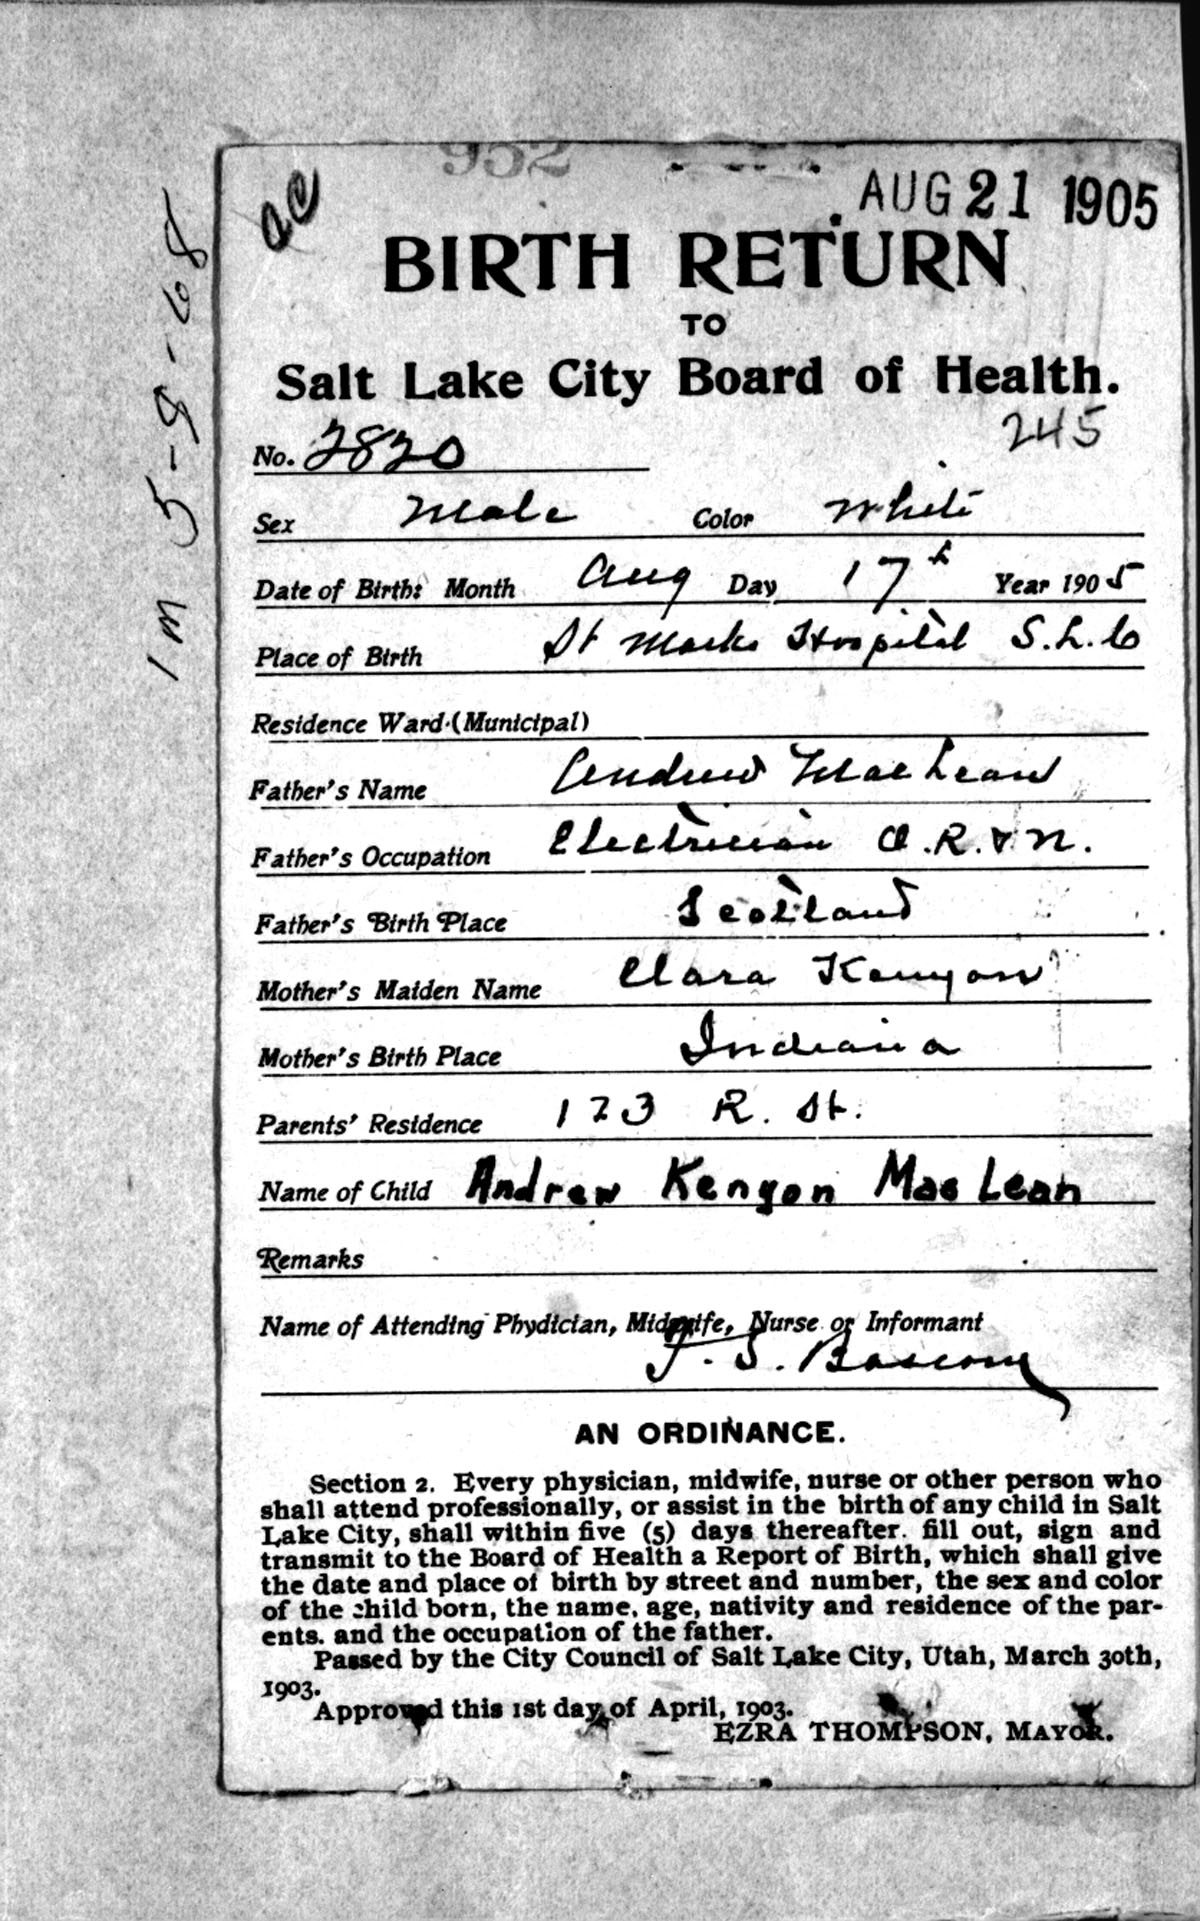 952
ac
AUG 21 1905
BIRTH RETURN
TO
Salt Lake City Board of Health.
245
No. 2820
Sex Male Color White
Date of Birth: Month Aug Day 17th Year 1905
Place of Birth St Marks Hospital S.L.C
Residence Ward (Municipal)
Father's Name Andrew MacLean
Father's Occupation Electrician O.R. & N.
Father's Birth Place Scotland
Mother's Maiden Name Clara Kenyon
Mother's Birth Place Indiana
Parents' Residence 173 R. St.
Name of Child Andrew Kenyon MacLean
Remarks
Name of Attending Phydician, Midwife, Nurse or Informant
F. S. Bascom
AN ORDINANCE.
Section 2. Every physician, midwife, nurse or other person who
shall attend professionally, or assist in the birth of any child in Salt
Lake City, shall within five (5) days thereafter. fill out, sign and
transmit to the Board of Health a Report of Birth, which shall give
the date and place of birth by street and number, the sex and color
of the child born, the name, age, nativity and residence of the par-
ents. and the occupation of the father.
Passed by the City Council of Salt Lake City, Utah, March 30th,
1903.
Approved this 1st day of April, 1903.
EZRA THOMPSON, MAYOR.
1m 5-8-68